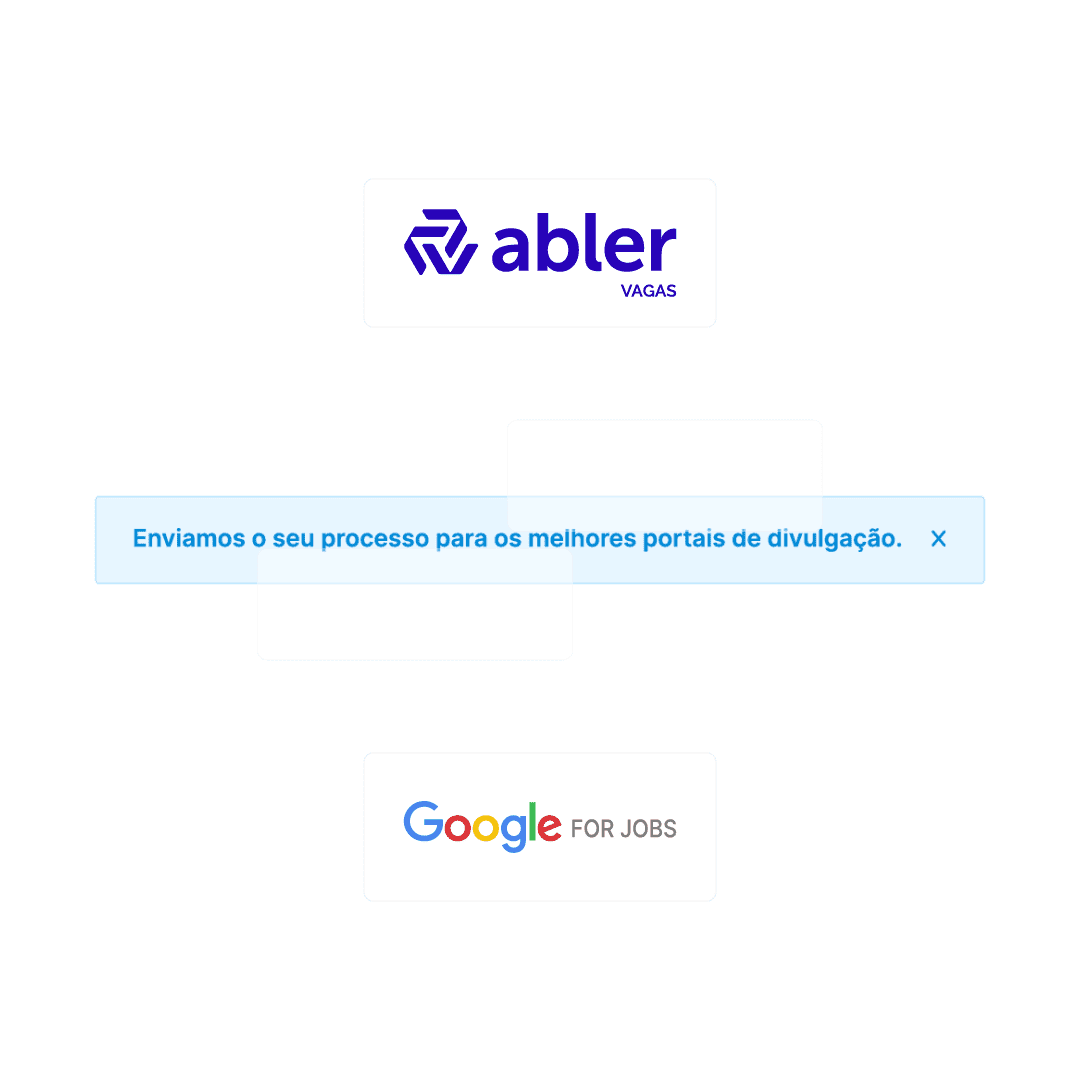 abler
VAGAS
Enviamos o seu processo para os melhores portais de divulgação. X
Google FOR JOBS